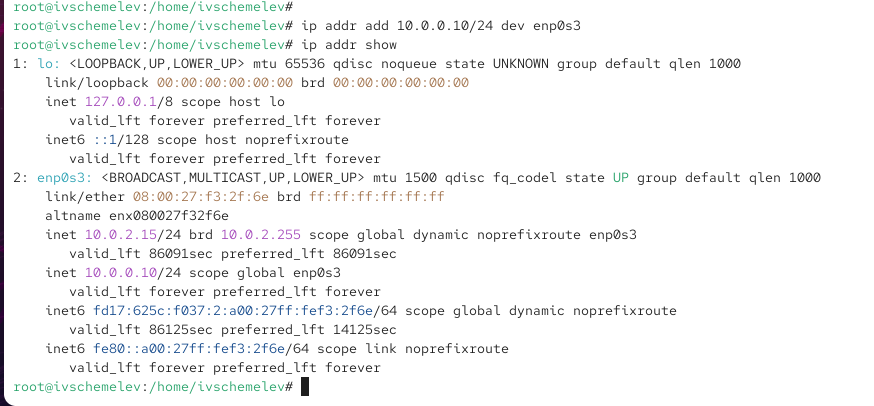 root@ivschemelev:/home/ivschemelev#
root@ivschemelev:/home/ivschemelev# ip addr add 10.0.0.10/24 dev enp0s3
root@ivschemelev:/home/ivschemelev# ip addr show
1: lo: <LOOPBACK,UP,LOWER_UP> mtu 65536 qdisc noqueue state UNKNOWN group default qlen 1000
    link/loopback 00:00:00:00:00:00 brd 00:00:00:00:00:00
    inet 127.0.0.1/8 scope host lo
       valid_lft forever preferred_lft forever
    inet6 ::1/128 scope host noprefixroute
       valid_lft forever preferred_lft forever
2: enp0s3: <BROADCAST,MULTICAST,UP,LOWER_UP> mtu 1500 qdisc fq_codel state UP group default qlen 1000
    link/ether 08:00:27:f3:2f:6e brd ff:ff:ff:ff:ff:ff
    altname enx080027f32f6e
    inet 10.0.2.15/24 brd 10.0.2.255 scope global dynamic noprefixroute enp0s3
       valid_lft 86091sec preferred_lft 86091sec
    inet 10.0.0.10/24 scope global enp0s3
       valid_lft forever preferred_lft forever
    inet6 fd17:625c:f037:2:a00:27ff:fef3:2f6e/64 scope global dynamic noprefixroute
       valid_lft 86125sec preferred_lft 14125sec
    inet6 fe80::a00:27ff:fef3:2f6e/64 scope link noprefixroute
       valid_lft forever preferred_lft forever
root@ivschemelev:/home/ivschemelev#